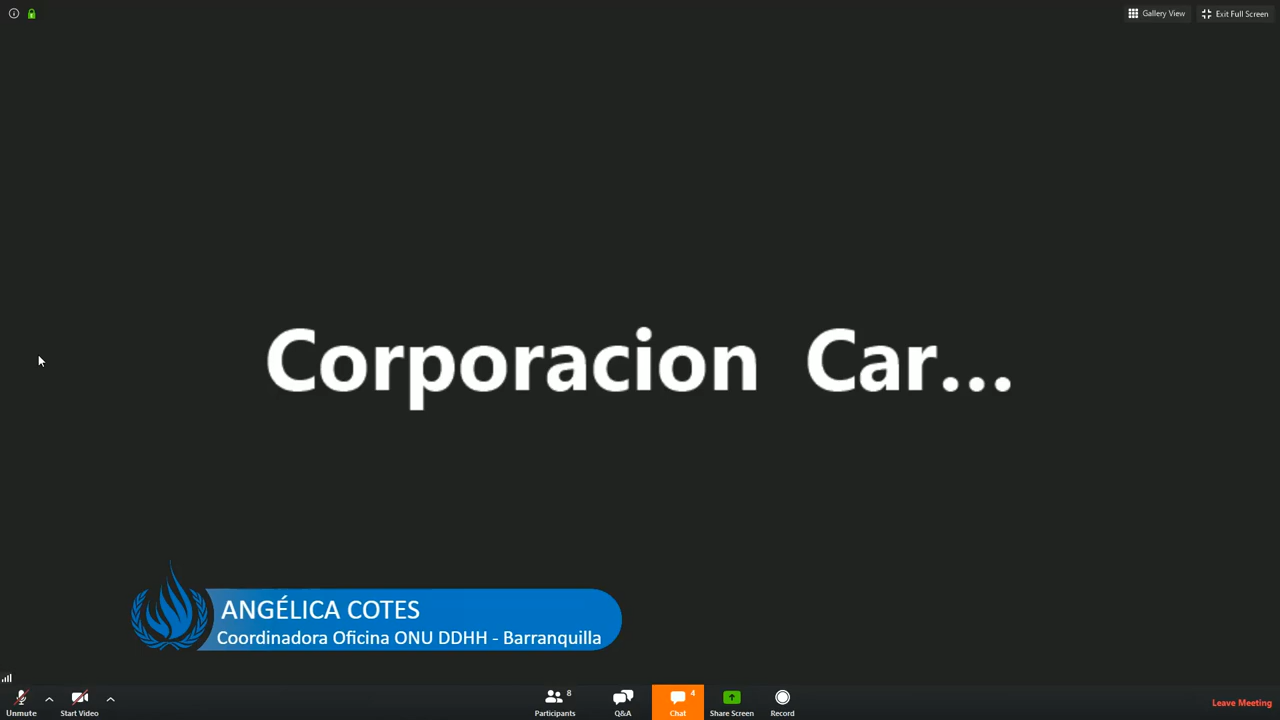 Gallery View
Exit Full Screen
Corporacion Car...
ANGÉLICA COTES
Coordinadora Oficina ONU DDHH - Barranquilla
Unmute
Start Video
8
Participants
Q&A
4
Chat
Share Screen
Record
Leave Meeting